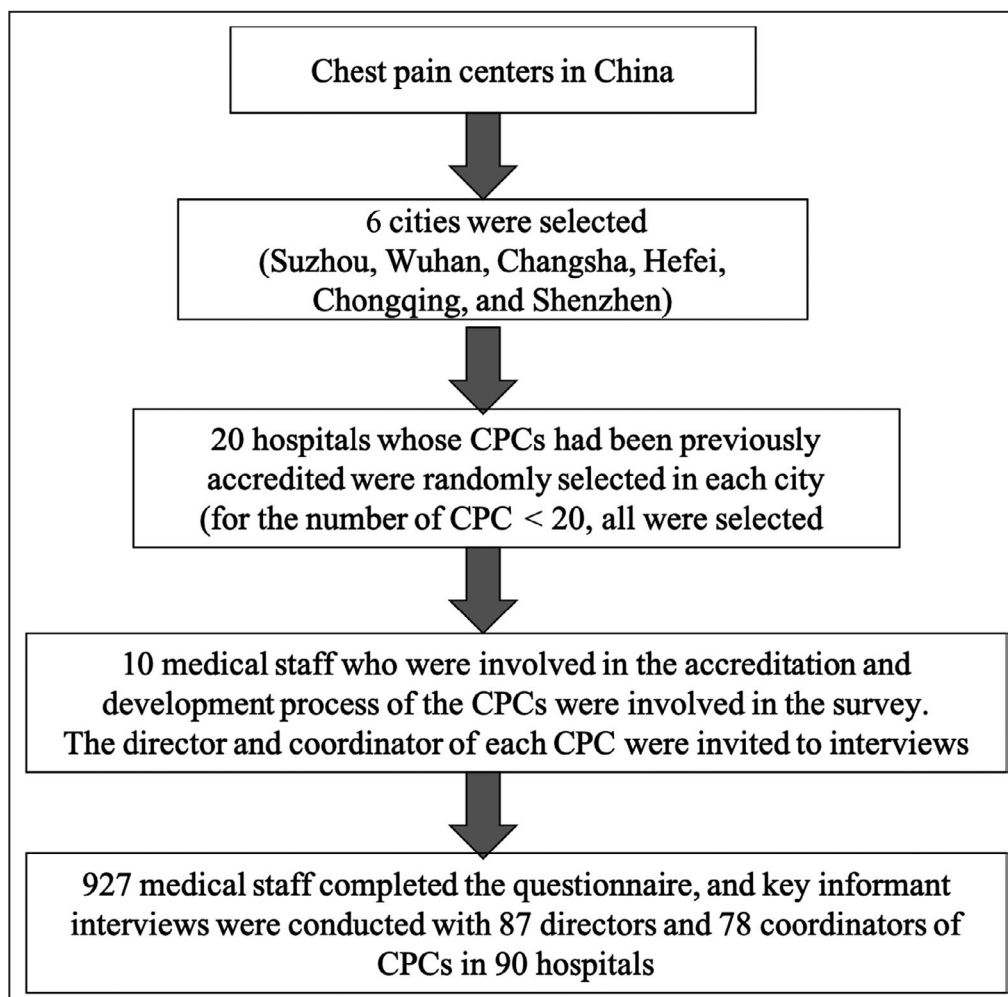 Chest pain centers in China
6 cities were selected
(Suzhou, Wuhan, Changsha, Hefei,
Chongqing, and Shenzhen)
20 hospitals whose CPCs had been previously
accredited were randomly selected in each city
(for the number of CPC < 20, all were selected
10 medical staff who were involved in the accreditation and
development process of the CPCs were involved in the survey.
The director and coordinator of each CPC were invited to interviews
927 medical staff completed the questionnaire, and key informant
interviews were conducted with 87 directors and 78 coordinators of
CPCs in 90 hospitals